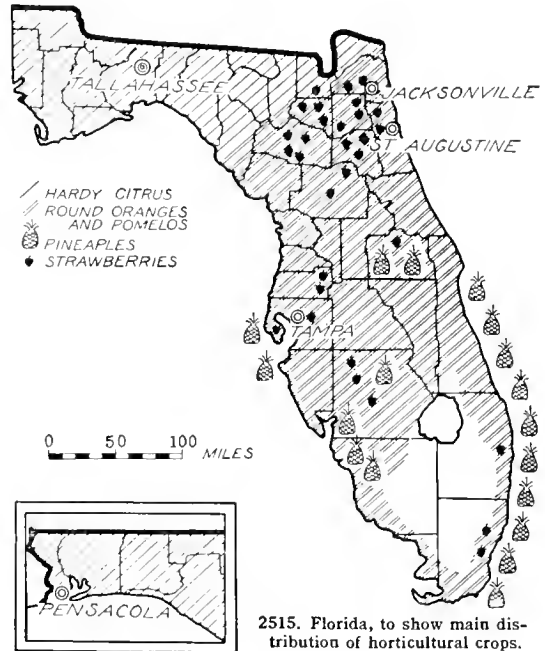 TALLAHASSEE
JACKSONVILLE
ST AUGUSTINE
HARDY CITRUS
ROUND ORANGES
AND POMELOS
PINEAPLES
STRAWBERRIES
TAMPA
0 50 100 MILES
PENSACOLA
2515. Florida, to show main dis-
tribution of horticultural crops.